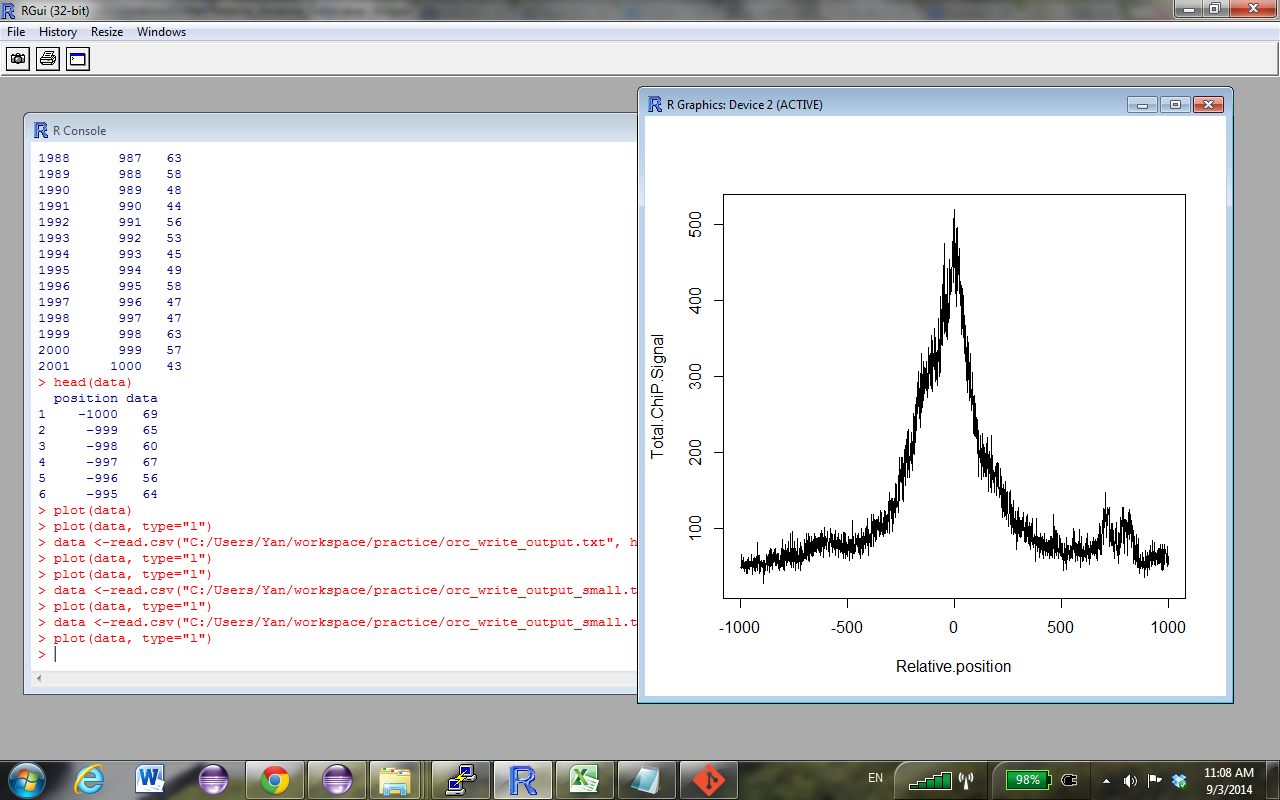 RGui (32-bit)
File History Resize Windows
R Console
1988 987 63
1989 988 58
1990 989 48
1991 990 44
1992 991 56
1993 992 53
1994 993 45
1995 994 49
1996 995 58
1997 996 47
1998 997 47
1999 998 63
2000 999 57
2001 1000 43
> head(data)
position data
1 -1000 69
2 -999 65
3 -998 60
4 -997 67
5 -996 56
6 -995 64
> plot(data)
> plot(data, type="l")
> data <-read.csv("C:/Users/Yan/workspace/practice/orc_write_output.txt", h
> plot(data, type="l")
> plot(data, type="l")
> data <-read.csv("C:/Users/Yan/workspace/practice/orc_write_output_small.t
> plot(data, type="l")
> data <-read.csv("C:/Users/Yan/workspace/practice/orc_write_output_small.t
> plot(data, type="l")
>
R Graphics: Device 2 (ACTIVE)
Total.ChiP.Signal
500
400
300
200
100
-1000 -500 0 500 1000
Relative.position
EN
98%
11:08 AM
9/3/2014